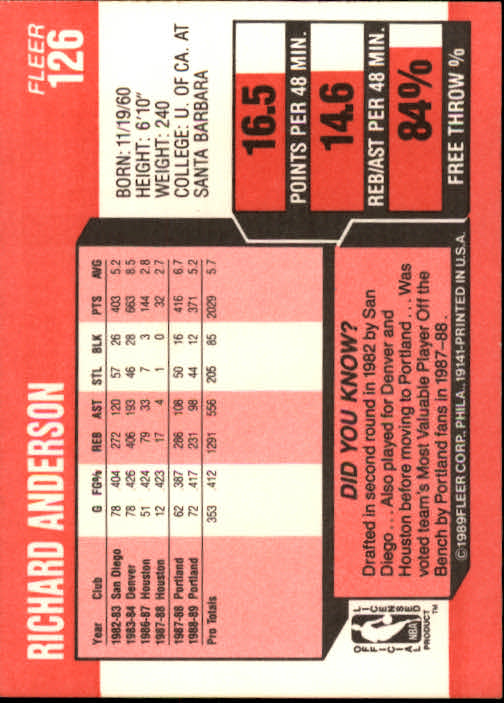 FLEER
126
RICHARD ANDERSON
BORN: 11/19/60
HEIGHT: 6'10"
WEIGHT: 240
COLLEGE: U. OF CA. AT
SANTA BARBARA
Year Club G FG% REB AST STL BLK PTS AVG
1982-83 San Diego 78 .404 272 120 57 26 403 5.2
1983-84 Denver 78 .426 406 193 46 28 663 8.5
1986-87 Houston 51 .424 79 33 7 3 144 2.8
1987-88 Houston 12 .423 17 4 1 0 32 2.7
1987-88 Portland 62 .387 286 108 50 16 416 6.7
1988-89 Portland 72 .417 231 98 44 12 371 5.2
Pro Totals 353 .412 1291 556 205 85 2029 5.7
16.5
POINTS PER 48 MIN.
14.6
REB/AST PER 48 MIN.
84%
FREE THROW %
DID YOU KNOW?
Drafted in second round in 1982 by San
Diego . . . Also played for Denver and
Houston before moving to Portland . . . Was
voted team's Most Valuable Player Off the
Bench by Portland fans in 1987-88.
OFFICIAL LICENSED
NBA
PRODUCT™
©1989 FLEER CORP., PHILA., 19141-PRINTED IN U.S.A.